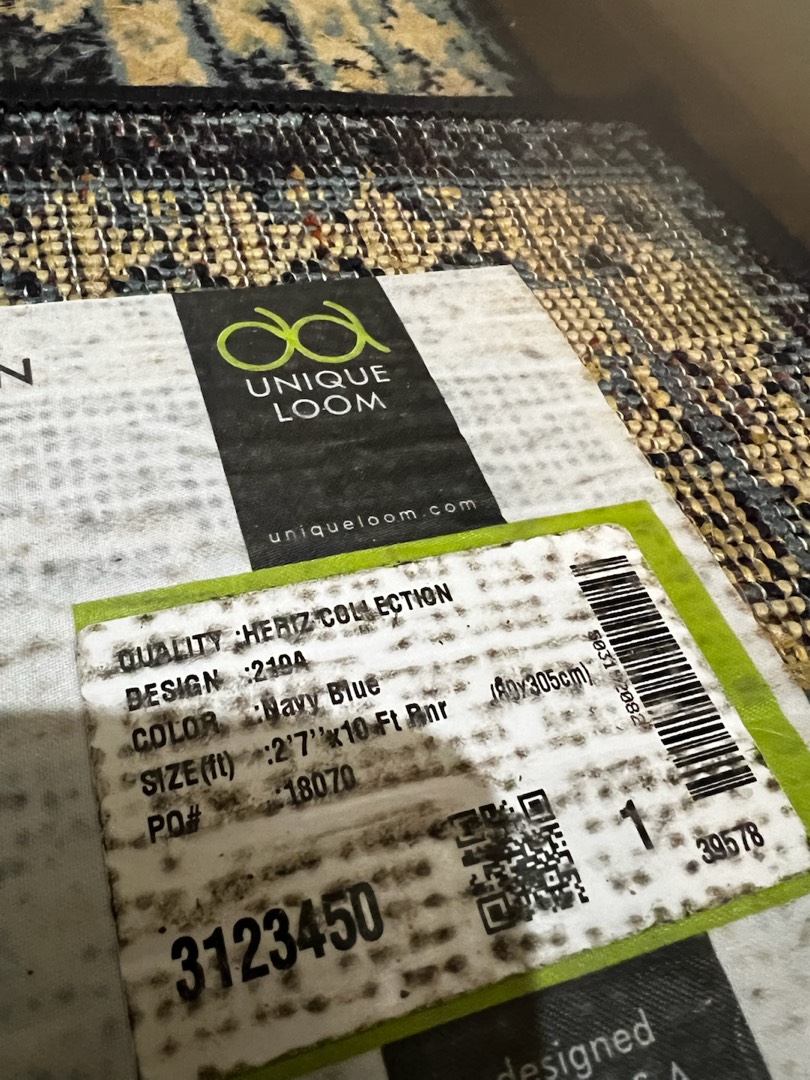 N
UNIQUE
LOOM
uniqueloom.com
QUALITY :HERIZ COLLECTION
DESIGN :219A
COLOR :Navy Blue
SIZE(ft) :2'7''x10 Ft Rnr (80x305cm)
PO# :18070
3123450
1
39578
designed